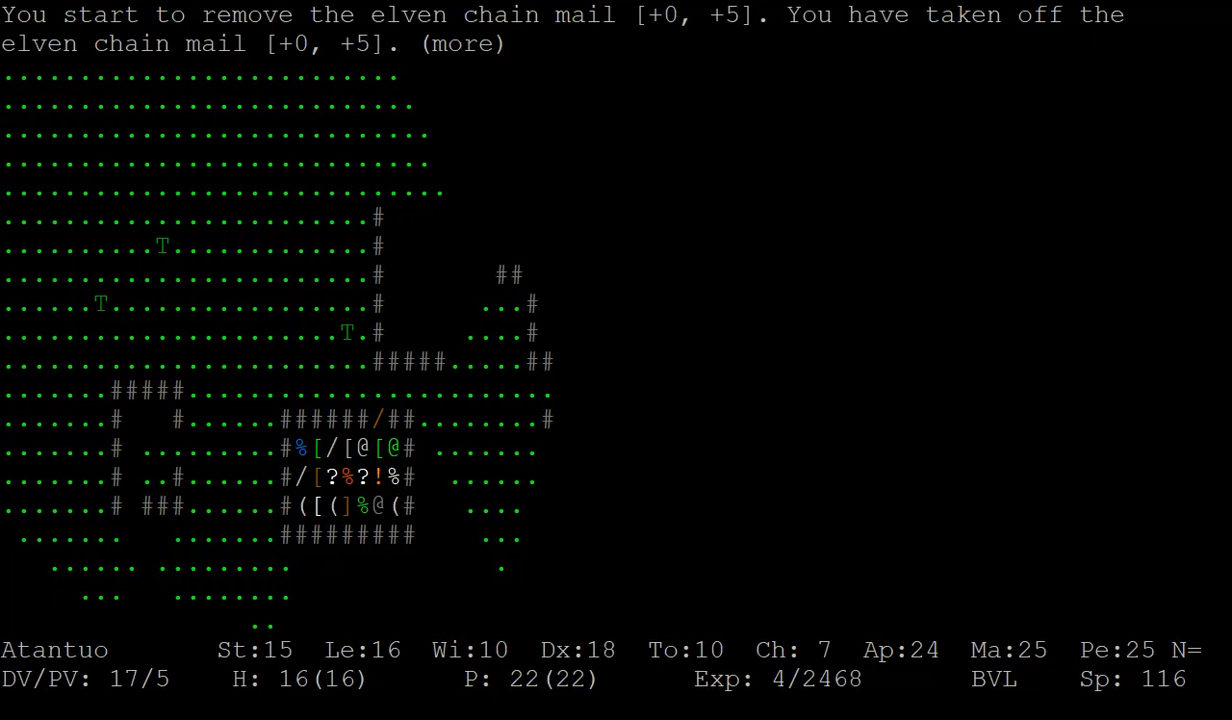 You start to remove the elven chain mail [+0, +5]. You have taken off the
elven chain mail [+0, +5]. (more)
..........................
...........................
............................
............................
.............................
........................#
..........T.............#
........................#       ##
......T.................#      ...#
......................T.#     ....#
........................#####.....##
.......#####........................
.......#   #......######/##........#
.......# .........#%[/[@[@# .......
.......# ..#......#/[?%?!%#  ......
.......# ###......#([(]%@(#   ....
 .......   .......#########    ...
   ...... .........             .
     ...   ........
                ..
Atantuo       St:15  Le:16  Wi:10  Dx:18  To:10  Ch: 7  Ap:24  Ma:25  Pe:25 N=
DV/PV: 17/5    H: 16(16)      P: 22(22)      Exp: 4/2468       BVL   Sp: 116